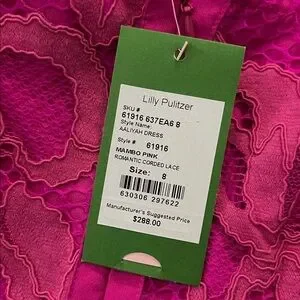 Lilly Pulitzer
SKU #
61916 637EA6 8
Style Name:
AALIYAH DRESS
Style # 61916
MAMBO PINK
ROMANTIC CORDED LACE
Size: 8
630306 297622
Manufacturer's Suggested Price
$288.00